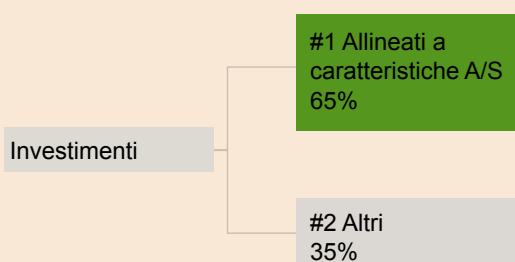 #1 Allineati a
caratteristiche A/S
65%
Investimenti
#2 Altri
35%